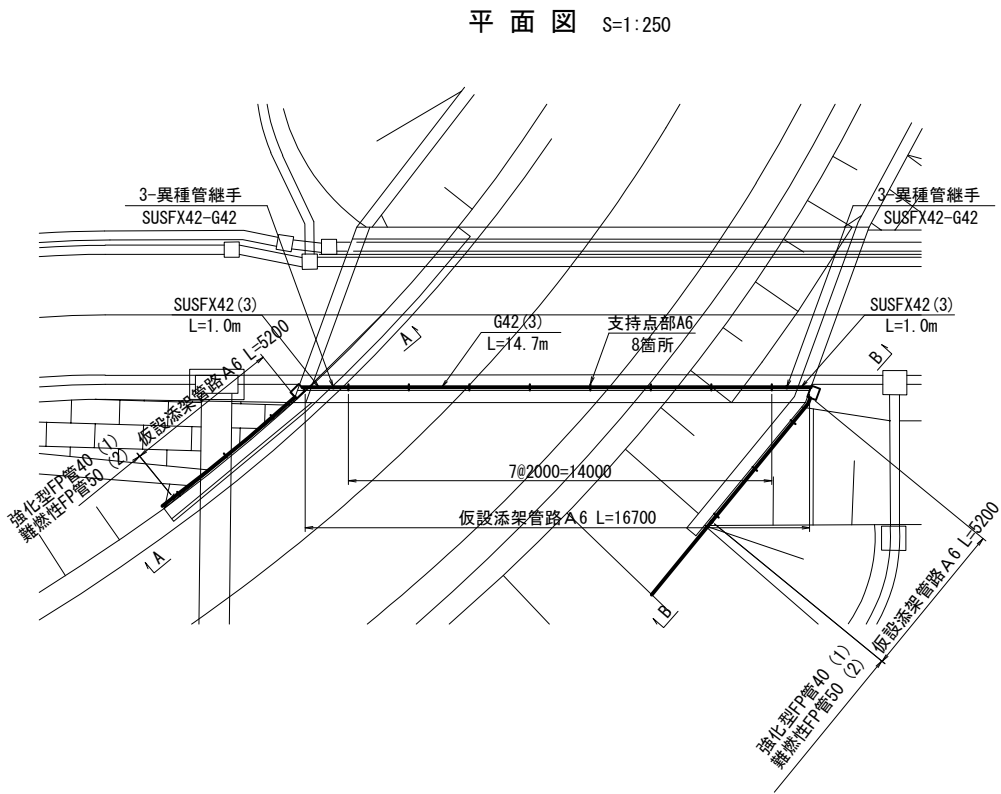 平面図 S=1:250
3-異種管継手
SUSFX42-G42
3-異種管継手
SUSFX42-G42
SUSFX42(3)
L=1.0m
G42(3)
L=14.7m
支持点部A6
8箇所
SUSFX42(3)
L=1.0m
A
B
仮設添架管路A6 L=5200
強化型FP管40 (1)
難燃性FP管50 (2)
7@2000=14000
仮設添架管路A6 L=16700
A
B
仮設添架管路A6 L=5200
強化型FP管40 (1)
難燃性FP管50 (2)